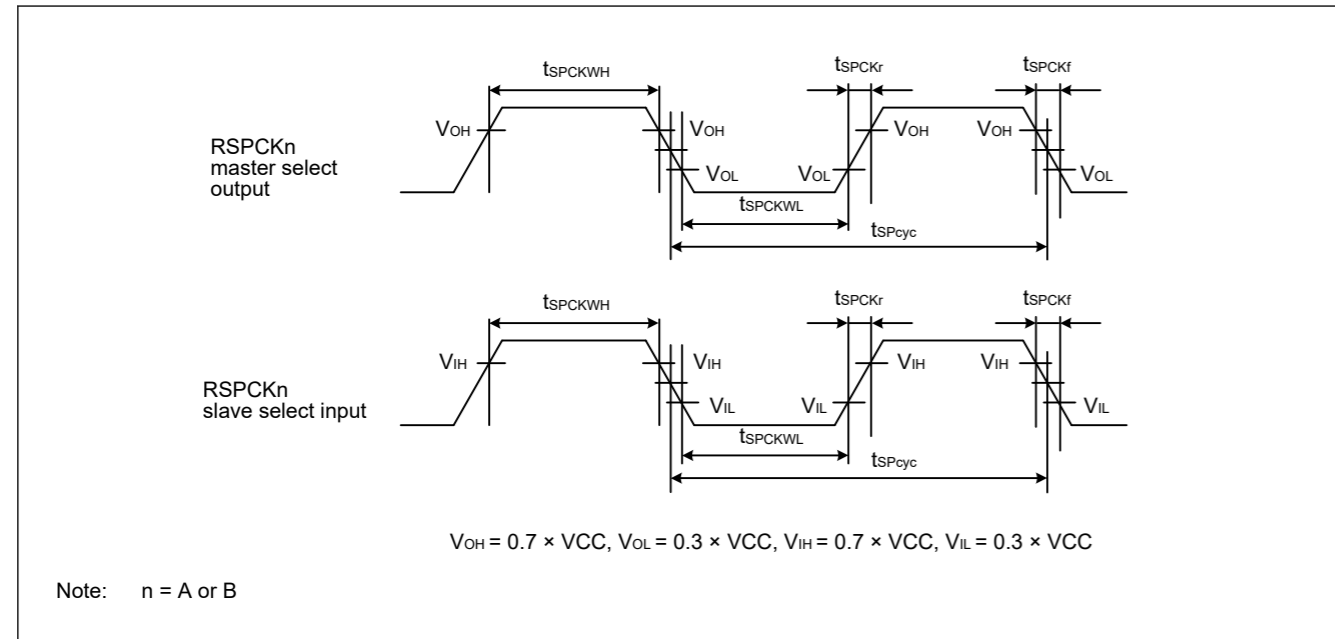 tSPCKWH
tSPCKr
tSPCKf
VOH
VOH
VOH
VOH
RSPCKn
master select
output
VOL
VOL
VOL
tSPCKWL
tSPcyc
tSPCKWH
tSPCKr
tSPCKf
VIH
VIH
VIH
VIH
RSPCKn
slave select input
VIL
VIL
VIL
tSPCKWL
tSPcyc
VOH = 0.7 × VCC, VOL = 0.3 × VCC, VIH = 0.7 × VCC, VIL = 0.3 × VCC
Note: n = A or B